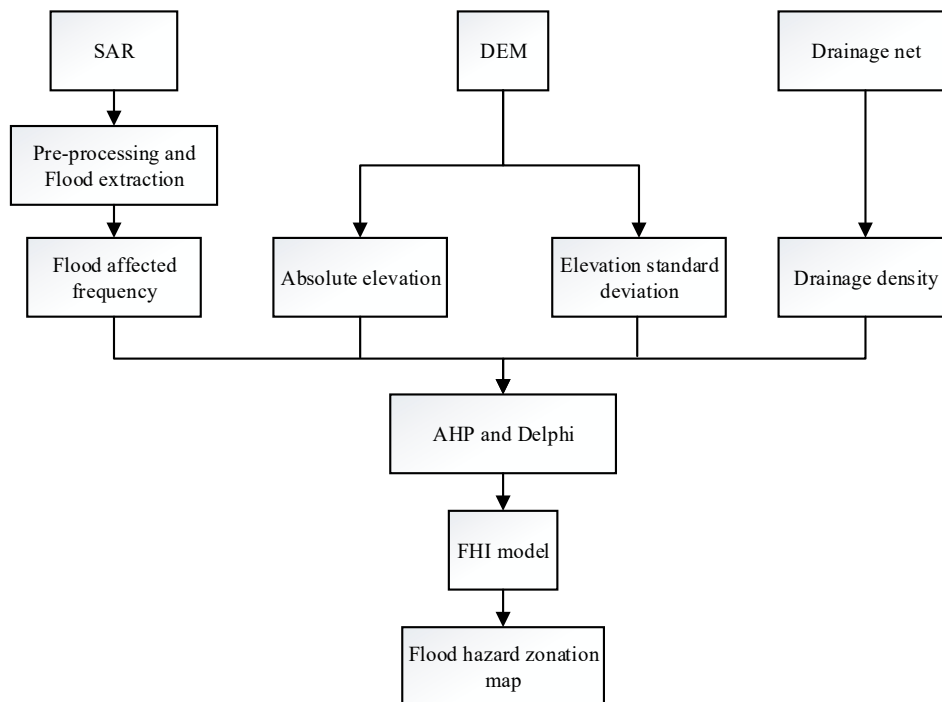 SAR
DEM
Drainage net
Pre-processing and
Flood extraction
Flood affected
frequency
Absolute elevation
Elevation standard
deviation
Drainage density
AHP and Delphi
FHI model
Flood hazard zonation
map